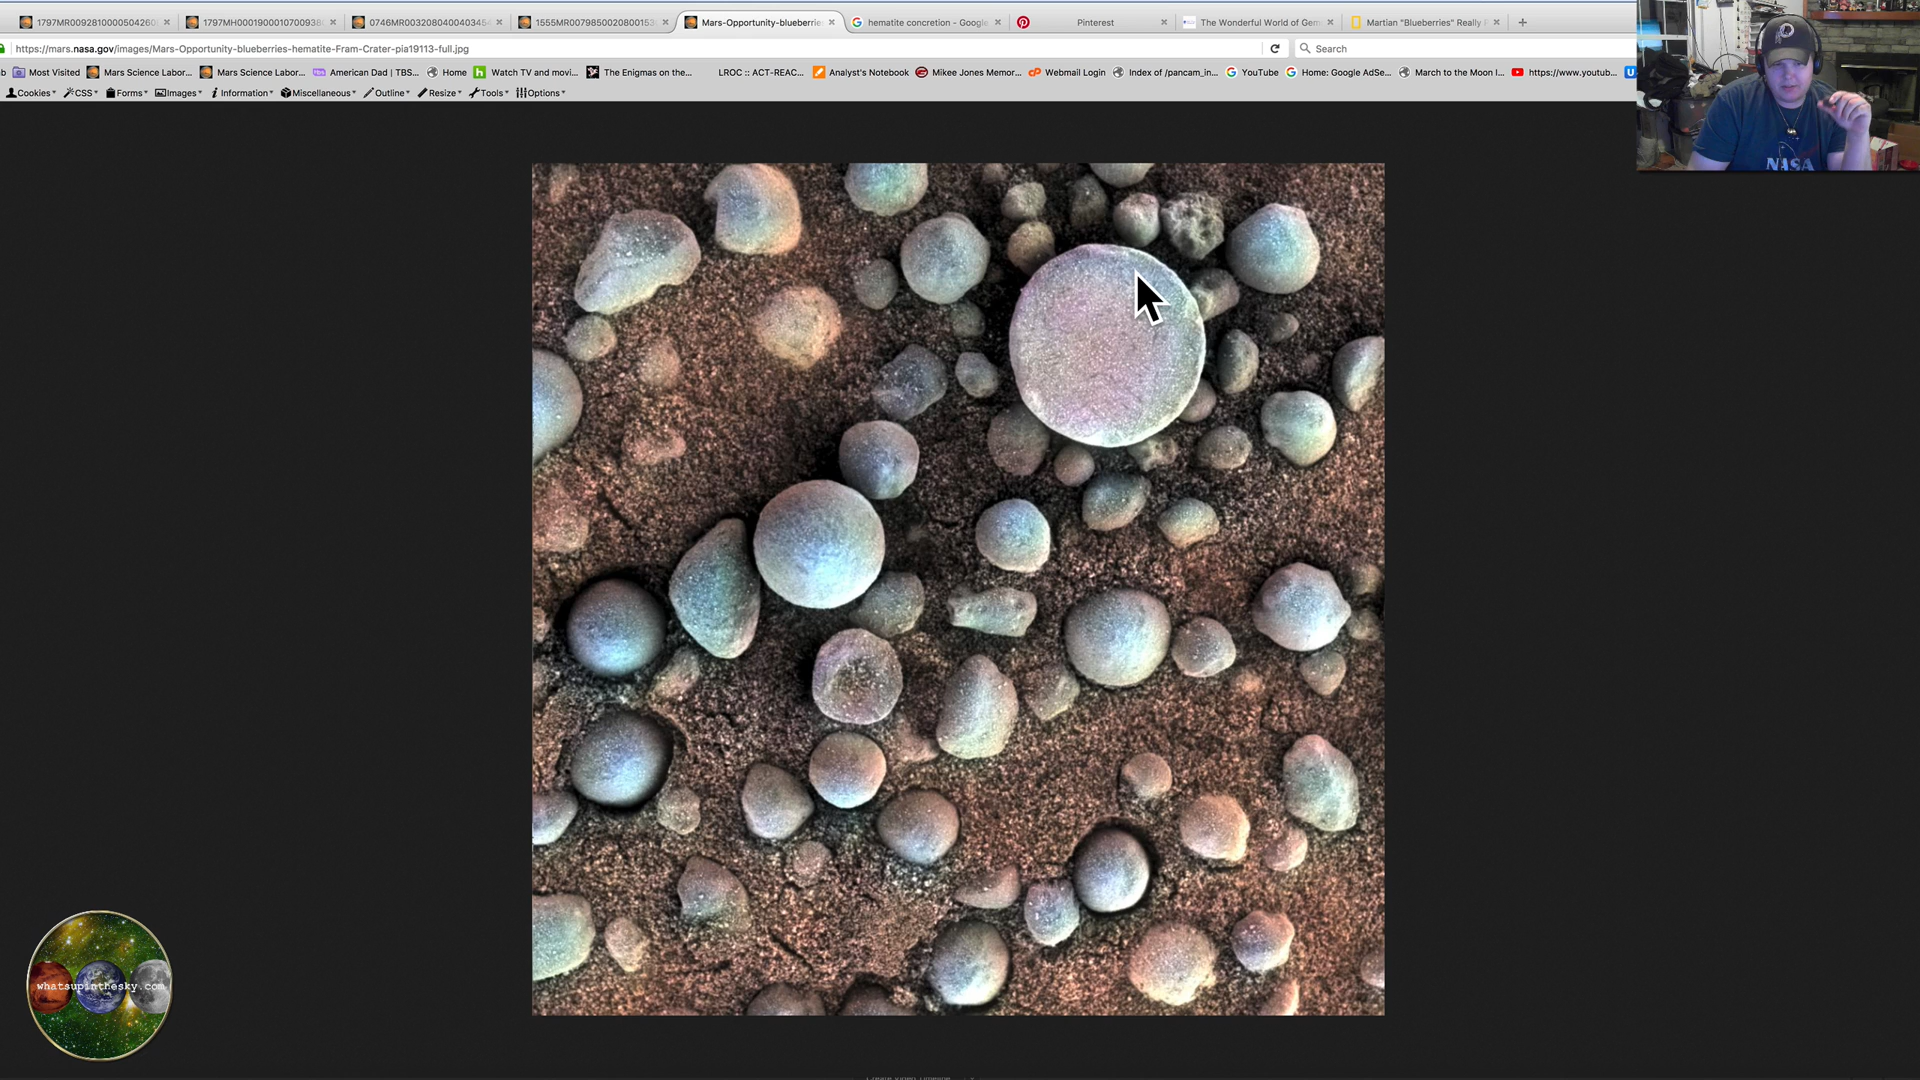 1797MR0092810000504260
1797MH000190001070093​8
0746MR0032080400403454
1555MR007985002080015
Mars-Opportunity-blueberrie
hematite concretion - Google
Pinterest
The Wonderful World of Gem
Martian "Blueberries" Really
https://mars.nasa.gov/images/Mars-Opportunity-blueberries-hematite-Fram-Crater-pia19113-full.jpg
Search
Most Visited
Mars Science Labor...
Mars Science Labor...
American Dad | TBS...
Home
Watch TV and movi...
The Enigmas on the...
LROC :: ACT-REAC...
Analyst's Notebook
Mikee Jones Memor...
Webmail Login
Index of /pancam_in...
YouTube
Home: Google AdSe...
March to the Moon I...
https://www.youtub...
Cookies
CSS
Forms
Images
Information
Miscellaneous
Outline
Resize
Tools
Options
NASA
whatsupinthesky.com